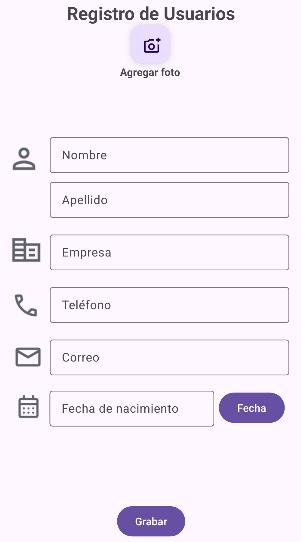 Registro de Usuarios
Agregar foto
Nombre
Apellido
Empresa
Teléfono
Correo
Fecha de nacimiento
Fecha
Grabar